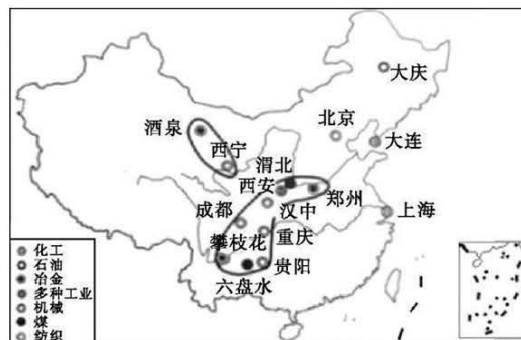 大庆
北京
大连
酒泉
西宁
渭北
西安
郑州
成都
汉中
上海
攀枝花
重庆
贵阳
六盘水
化工
石油
冶金
多种工业
机械
煤
纺织